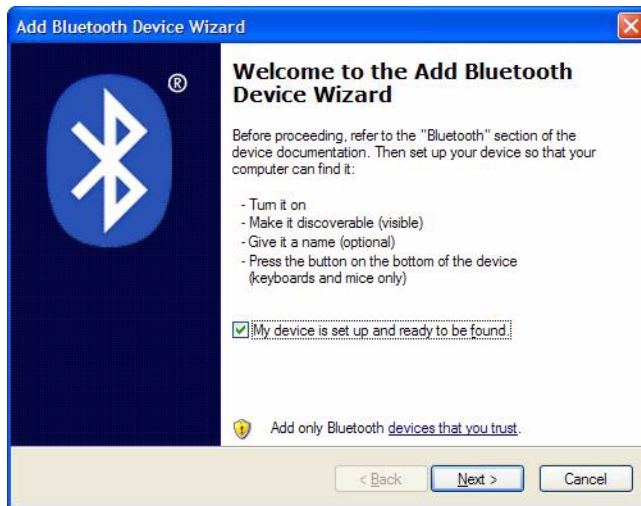 Add Bluetooth Device Wizard
®
Welcome to the Add Bluetooth
Device Wizard
Before proceeding, refer to the "Bluetooth" section of the
device documentation. Then set up your device so that your
computer can find it:
- Turn it on
- Make it discoverable (visible)
- Give it a name (optional)
- Press the button on the bottom of the device
(keyboards and mice only)
My device is set up and ready to be found.
Add only Bluetooth devices that you trust.
< Back
Next >
Cancel